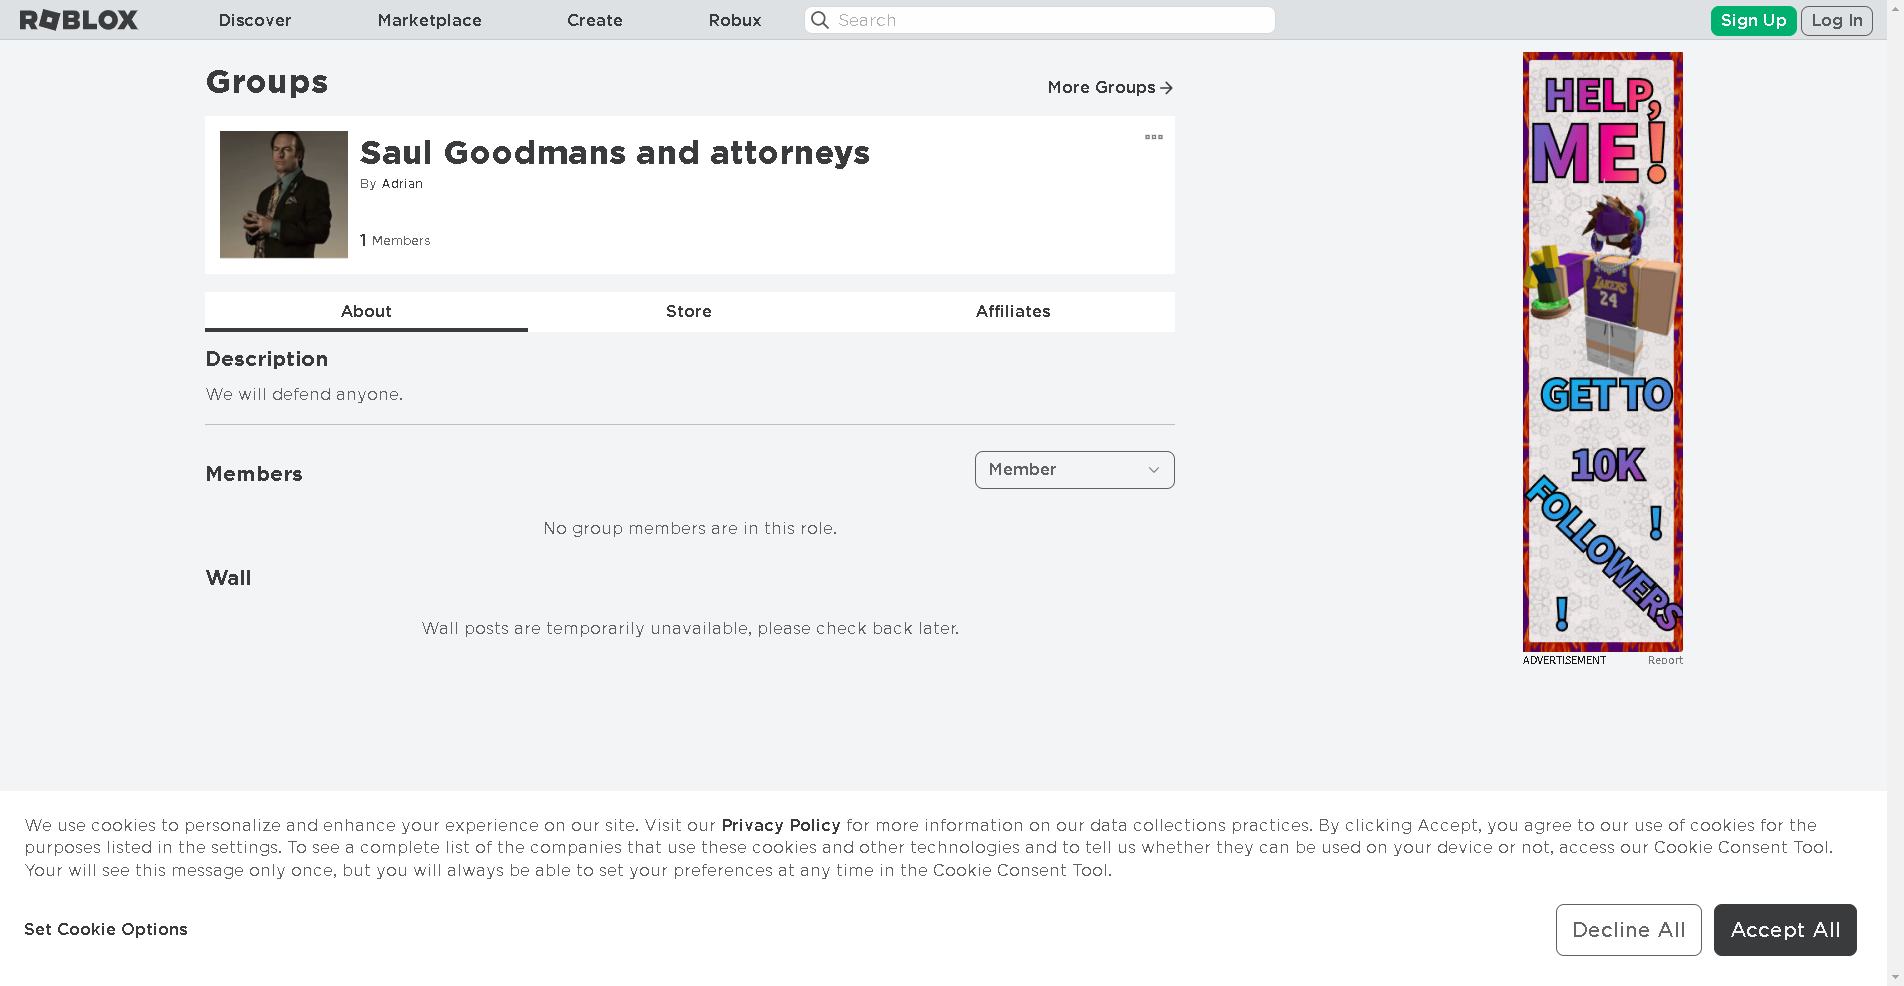 ROBLOX
Discover
Marketplace
Create
Robux
Search
Sign Up
Log In
Groups
More Groups
Saul Goodmans and attorneys
By Adrian
1 Members
About
Store
Affiliates
Description
We will defend anyone.
Members
Member
No group members are in this role.
Wall
Wall posts are temporarily unavailable, please check back later.
HELP,
ME!
LAKERS
24
GET TO
10K
FOLLOWERS
!
!
ADVERTISEMENT
Report
We use cookies to personalize and enhance your experience on our site. Visit our Privacy Policy for more information on our data collections practices. By clicking Accept, you agree to our use of cookies for the
purposes listed in the settings. To see a complete list of the companies that use these cookies and other technologies and to tell us whether they can be used on your device or not, access our Cookie Consent Tool.
Your will see this message only once, but you will always be able to set your preferences at any time in the Cookie Consent Tool.
Set Cookie Options
Decline All
Accept All